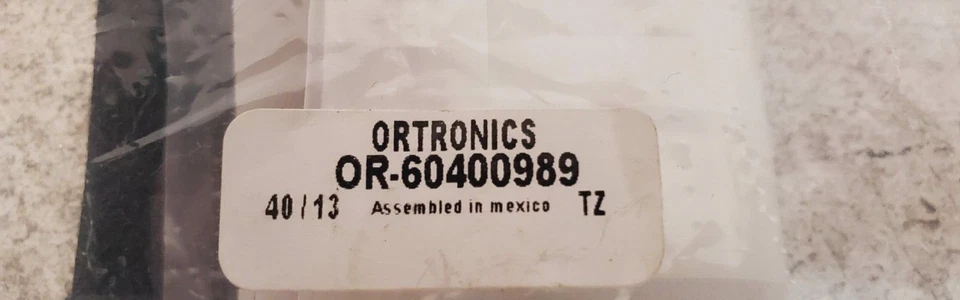 ORTRONICS
OR-60400989
40/13 Assembled in mexico TZ